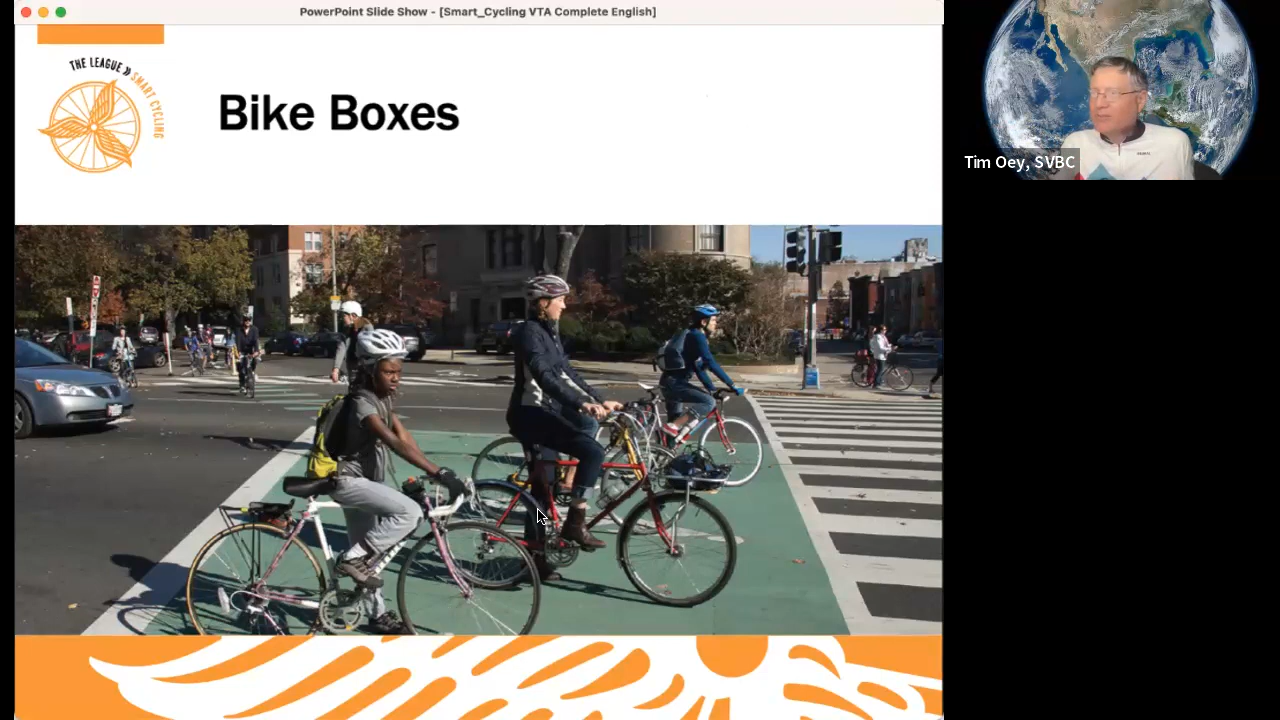 PowerPoint Slide Show - [Smart_Cycling VTA Complete English]
THE LEAGUE
SMART CYCLING
Bike Boxes
Tim Oey, SVBC